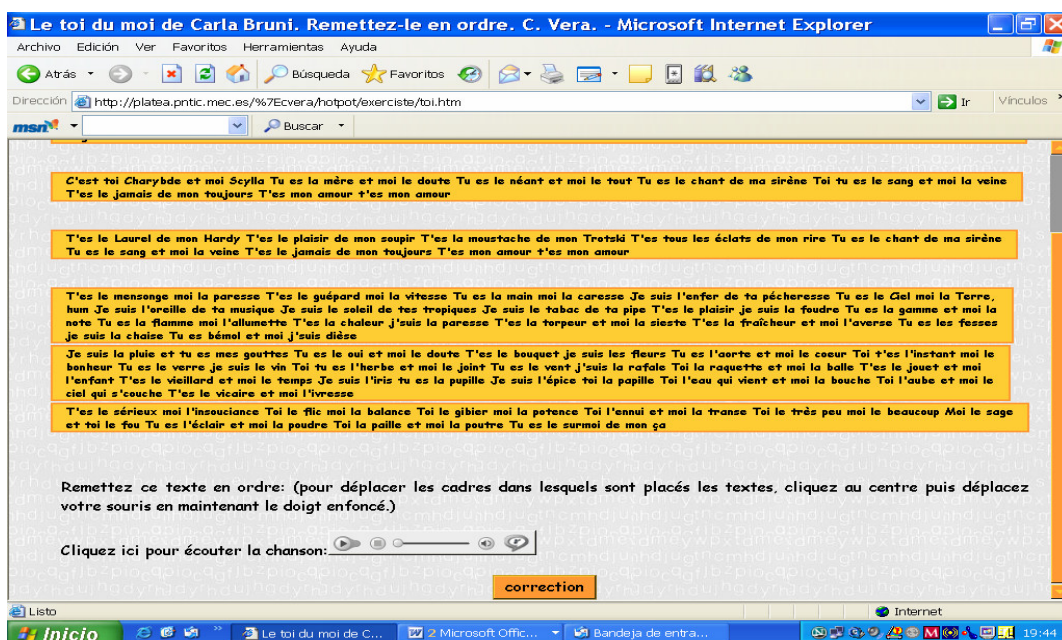 Le toi du moi de Carla Bruni. Remettez-le en ordre. C. Vera. - Microsoft Internet Explorer
Archivo Edición Ver Favoritos Herramientas Ayuda
Atrás Búsqueda Favoritos
Dirección http://platea.pntic.mec.es/%7Ecvera/hotpot/exerciste/toi.htm Ir Vínculos
msn Buscar
C'est toi Charybde et moi Scylla Tu es la mère et moi le doute Tu es le néant et moi le tout Tu es le chant de ma sirène Toi tu es le sang et moi la veine
T'es le jamais de mon toujours T'es mon amour t'es mon amour
T'es le Laurel de mon Hardy T'es le plaisir de mon soupir T'es la moustache de mon Trotski T'es tous les éclats de mon rire Tu es le chant de ma sirène
Tu es le sang et moi la veine T'es le jamais de mon toujours T'es mon amour t'es mon amour
T'es le mensonge moi la paresse T'es le guépard moi la vitesse Tu es la main moi la caresse Je suis l'enfer de ta pécheresse Tu es le Ciel moi la Terre,
hum Je suis l'oreille de ta musique Je suis le soleil de tes tropiques Je suis le tabac de ta pipe T'es le plaisir je suis la foudre Tu es la gamme et moi la
note Tu es la flamme moi l'allumette T'es la chaleur j'suis la paresse T'es la torpeur et moi la sieste T'es la fraîcheur et moi l'averse Tu es les fesses
je suis la chaise Tu es bémol et moi j'suis dièse
Je suis la pluie et tu es mes gouttes Tu es le oui et moi le doute T'es le bouquet je suis les fleurs Tu es l'aorte et moi le coeur Toi t'es l'instant moi le
bonheur Tu es le verre je suis le vin Toi tu es l'herbe et moi le joint Tu es le vent j'suis la rafale Toi la raquette et moi la balle T'es le jouet et moi
l'enfant T'es le vieillard et moi le temps Je suis l'iris tu es la pupille Je suis l'épice toi la papille Toi l'eau qui vient et moi la bouche Toi l'aube et moi le
ciel qui s'couche T'es le vicaire et moi l'ivresse
T'es le sérieux moi l'insouciance Toi le flic moi la balance Toi le gibier moi la potence Toi l'ennui et moi la transe Toi le très peu moi le beaucoup Moi le sage
et toi le fou Tu es l'éclair et moi la poudre Toi la paille et moi la poutre Tu es le surmoi de mon ça
Remettez ce texte en ordre: (pour déplacer les cadres dans lesquels sont placés les textes, cliquez au centre puis déplacez
votre souris en maintenant le doigt enfoncé.)
Cliquez ici pour écouter la chanson:
correction
Listo Internet
Inicio Le toi du moi de C... 2 Microsoft Offic... Bandeja de entra... 19:44